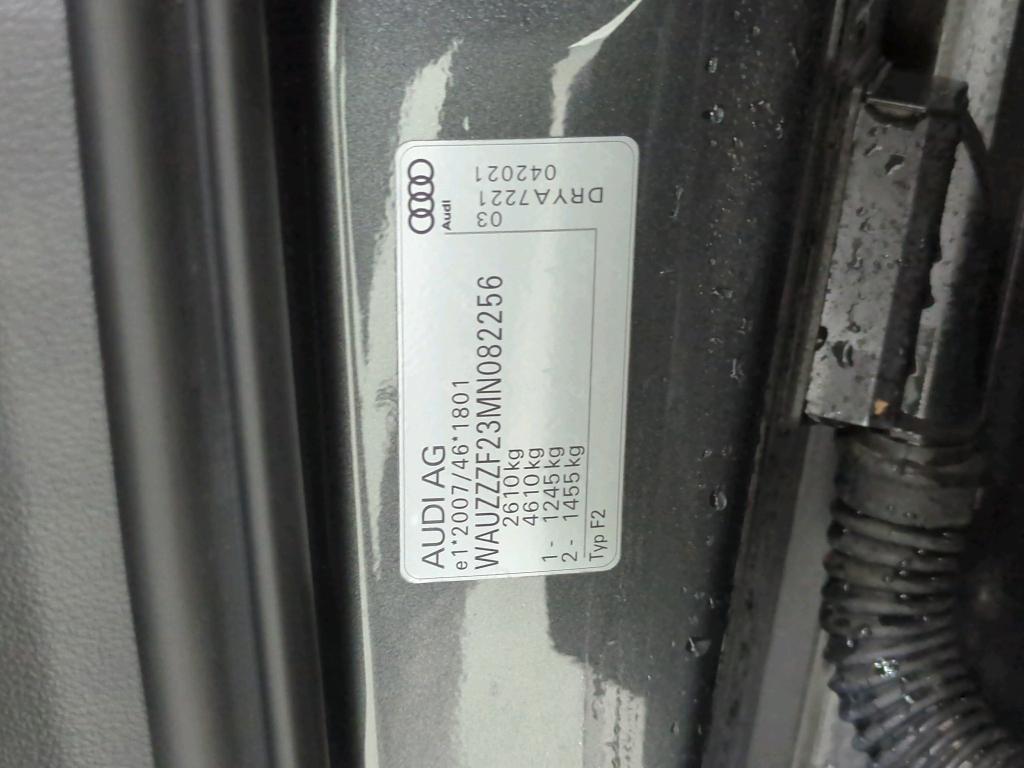 AUDI AG
e1*2007/46*1801
WAUZZZF23MN082256
2610kg
4610kg
1- 1245kg
2- 1455kg
Typ F2
Audi
03
042021
DRYA7221